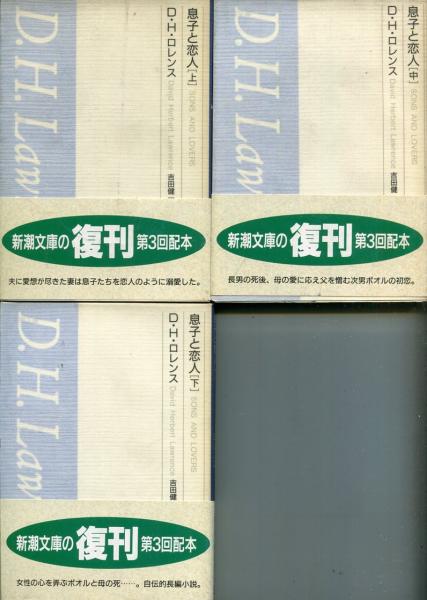 息子と恋人[上] SONS AND LOVERS
D・H・ロレンス David Herbert Lawrence 吉田健
D.H.Law
新潮文庫の 復刊 第3回配本
夫に愛想が尽きた妻は息子たちを恋人のように溺愛した。
息子と恋人[中] SONS AND LOVERS
D・H・ロレンス David Herbert Lawrence 吉田健
D.H.Law
新潮文庫の 復刊 第3回配本
長男の死後、母の愛に応え父を憎む次男ポオルの初恋。
息子と恋人[下] SONS AND LOVERS
D・H・ロレンス David Herbert Lawrence 吉田健
D.H.Law
新潮文庫の 復刊 第3回配本
女性の心を弄ぶポオルと母の死……。自伝的長編小説。